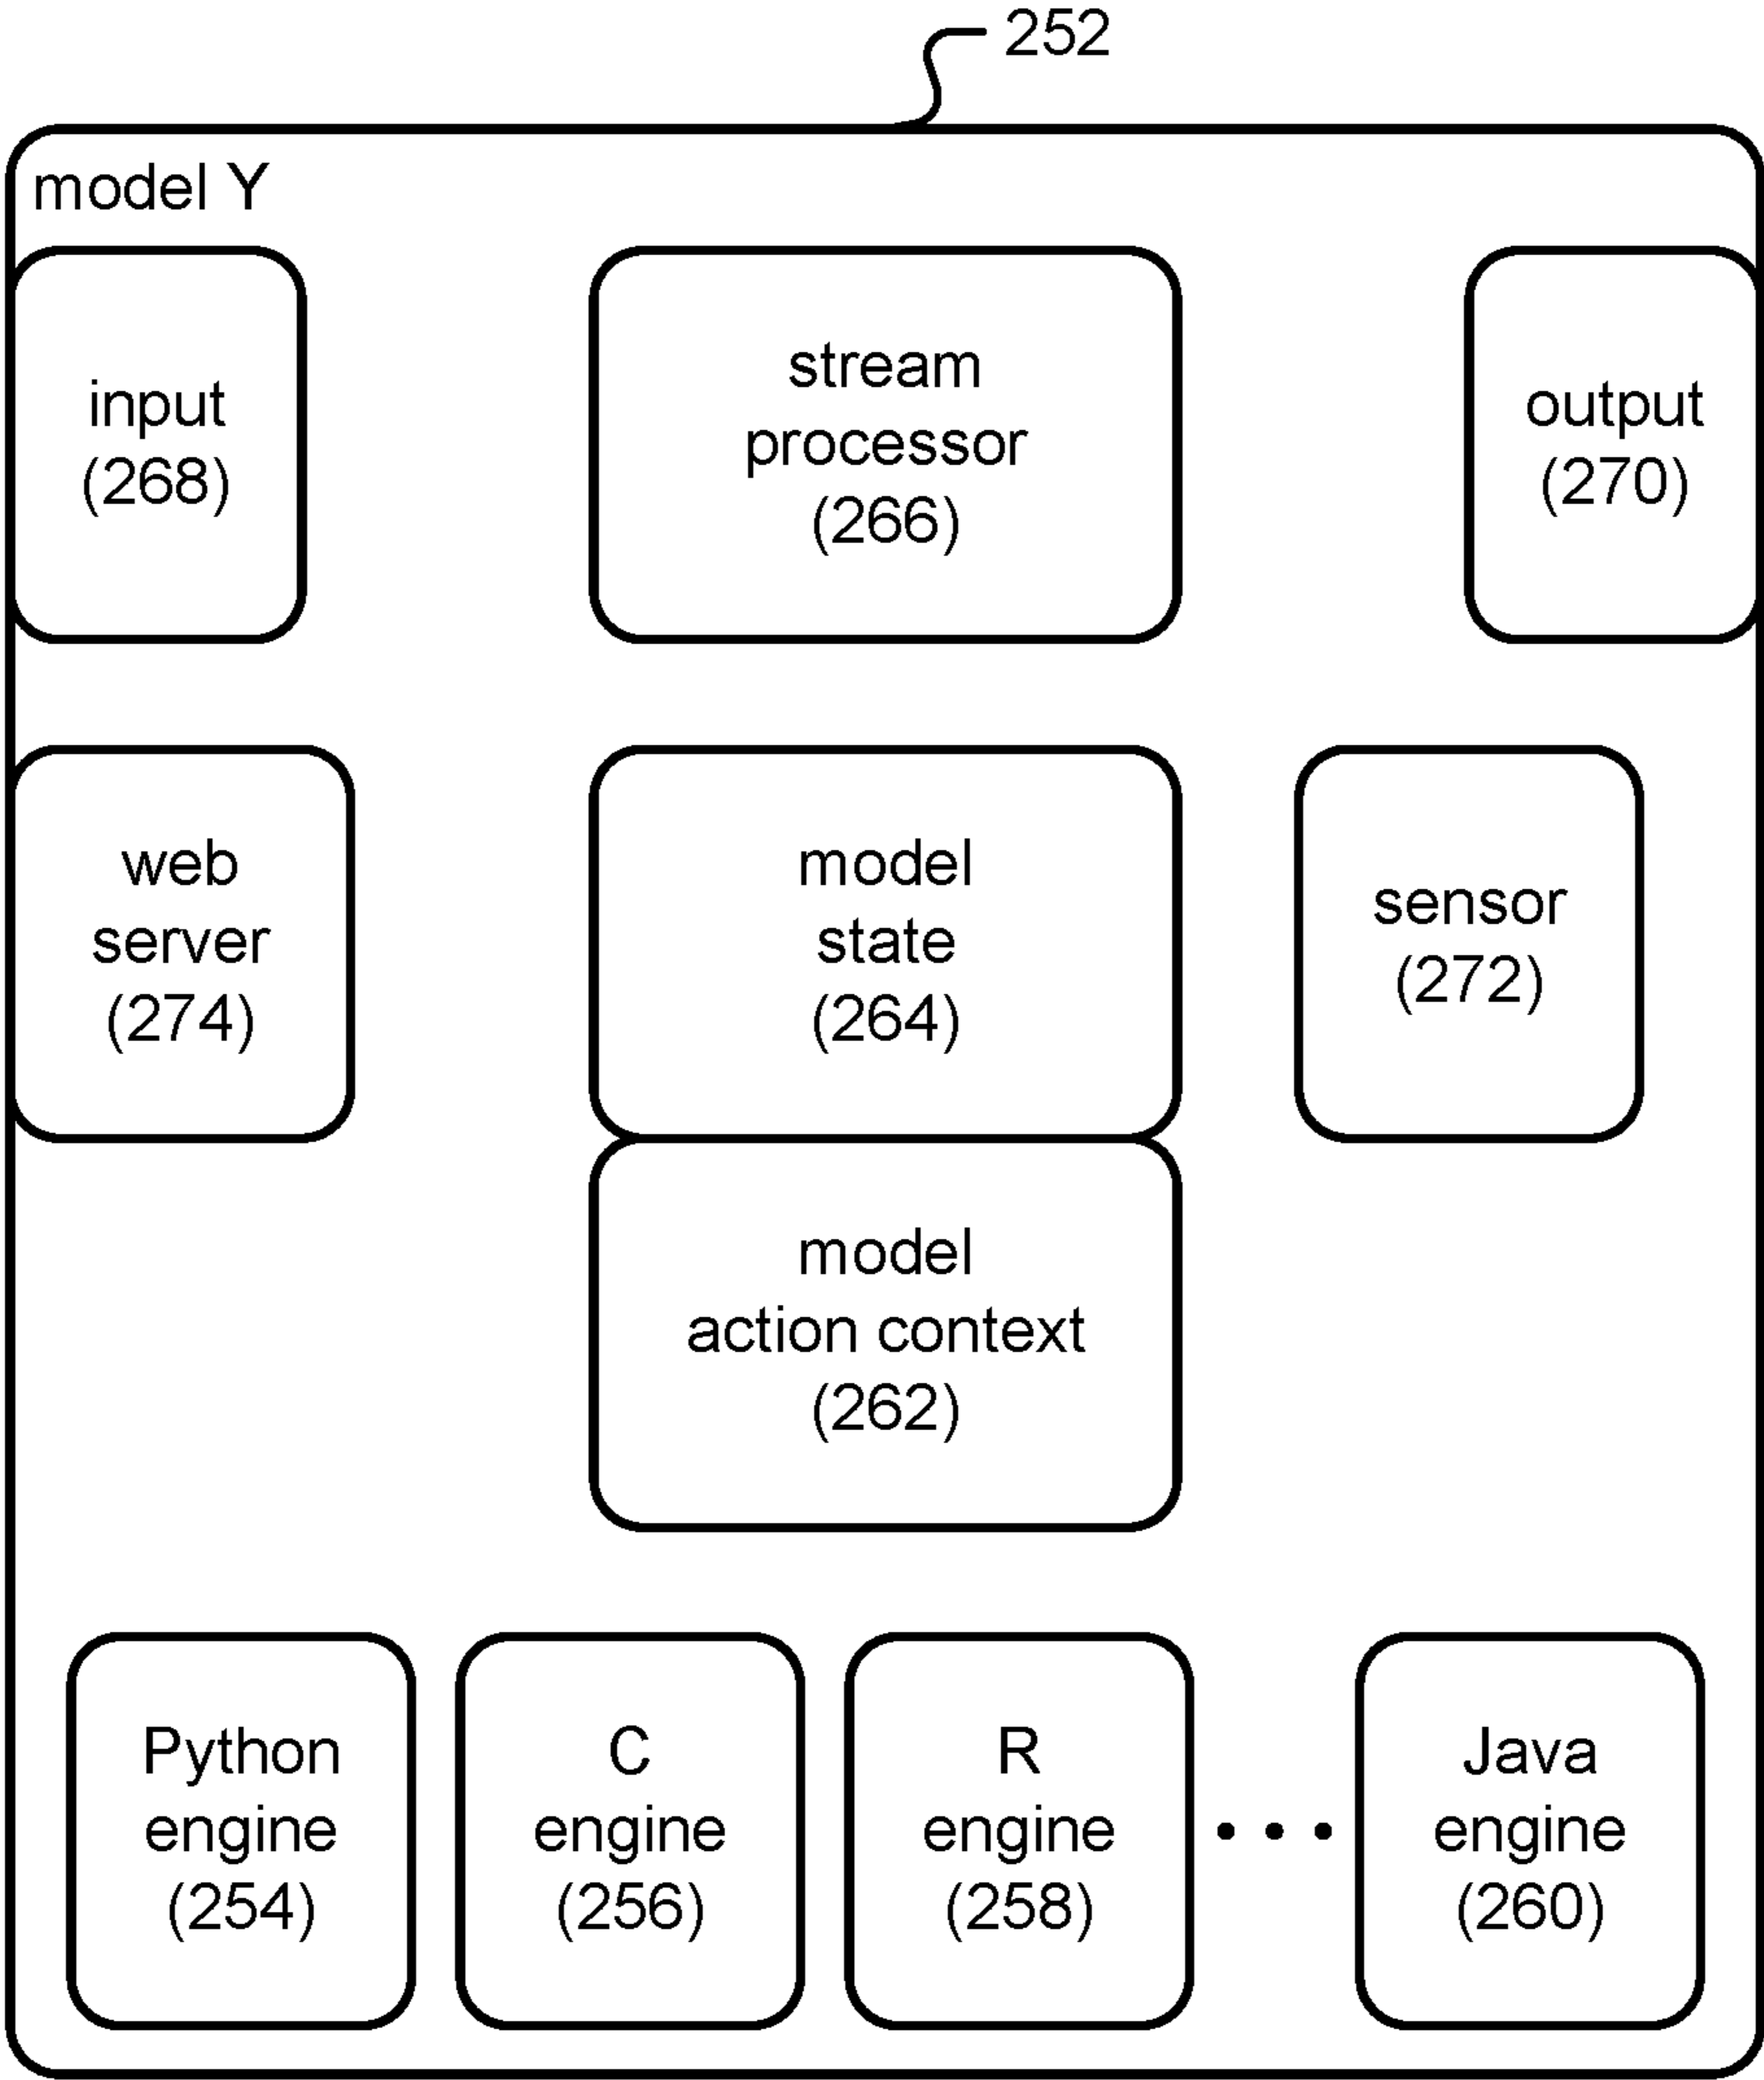 252
model Y
input
(268)
stream
processor
(266)
output
(270)
web
server
(274)
model
state
(264)
sensor
(272)
model
action context
(262)
Python
engine
(254)
C
engine
(256)
R
engine
(258)
• • •
Java
engine
(260)